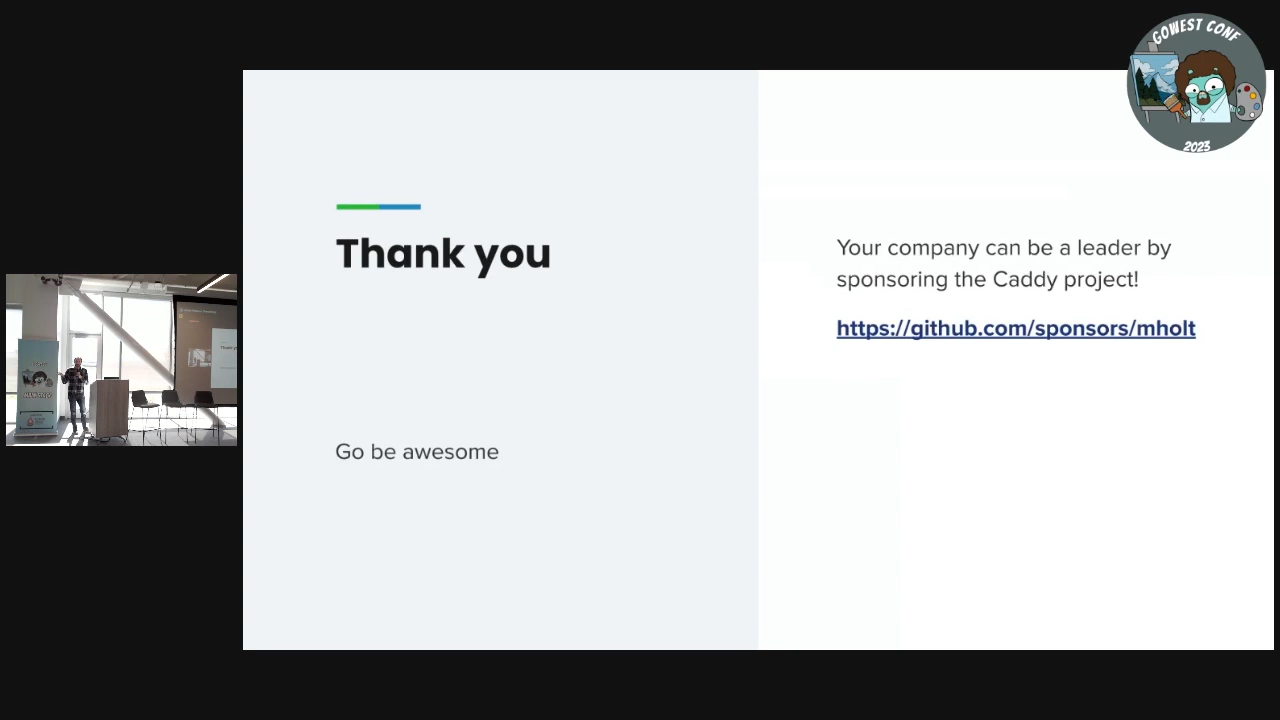 GOWEST CONF
2023
Thank you
Go be awesome
Your company can be a leader by
sponsoring the Caddy project!
https://github.com/sponsors/mholt